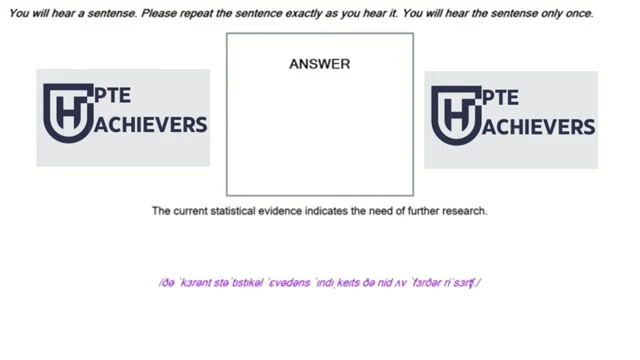 You will hear a sentence. Please repeat the sentence exactly as you hear it. You will hear the sentence only once.
ANSWER
PTE
ACHIEVERS
PTE
ACHIEVERS
The current statistical evidence indicates the need of further research.
/ðə ˈkɜrənt stəˈtɪstɪkəl ˈɛvədəns ˈɪndɪˌkeɪts ðə nid ʌv ˈfɜrðər riˈsɜrʧ./